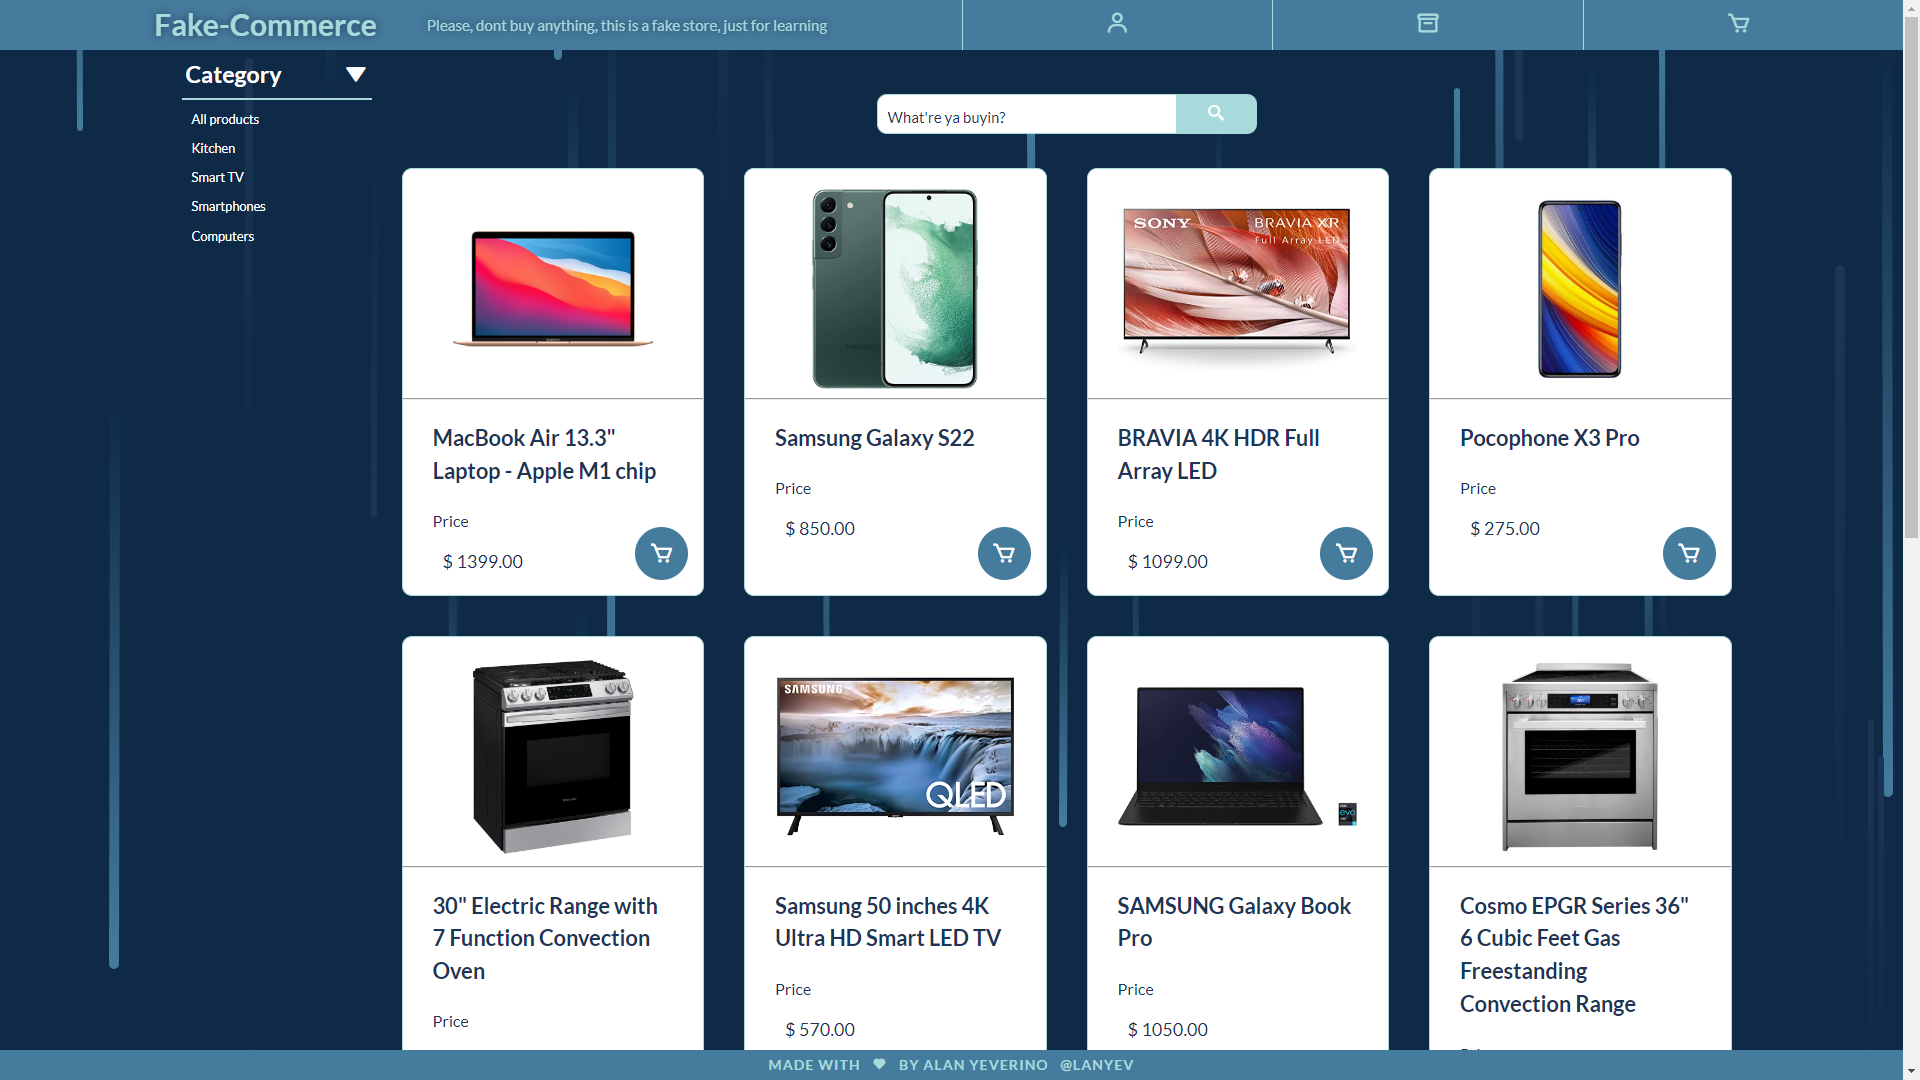 Fake-Commerce
Please, dont buy anything, this is a fake store, just for learning
Category
All products
Kitchen
Smart TV
Smartphones
Computers
What're ya buyin?
SONY
BRAVIA XR
Full Array LED
MacBook Air 13.3"
Laptop - Apple M1 chip
Price
$ 1399.00
Samsung Galaxy S22
Price
$ 850.00
BRAVIA 4K HDR Full
Array LED
Price
$ 1099.00
Pocophone X3 Pro
Price
$ 275.00
SAMSUNG
QLED
evo
30" Electric Range with
7 Function Convection
Oven
Price
Samsung 50 inches 4K
Ultra HD Smart LED TV
Price
$ 570.00
SAMSUNG Galaxy Book
Pro
Price
$ 1050.00
Cosmo EPGR Series 36"
6 Cubic Feet Gas
Freestanding
Convection Range
MADE WITH BY ALAN YEVERINO @LANYEV